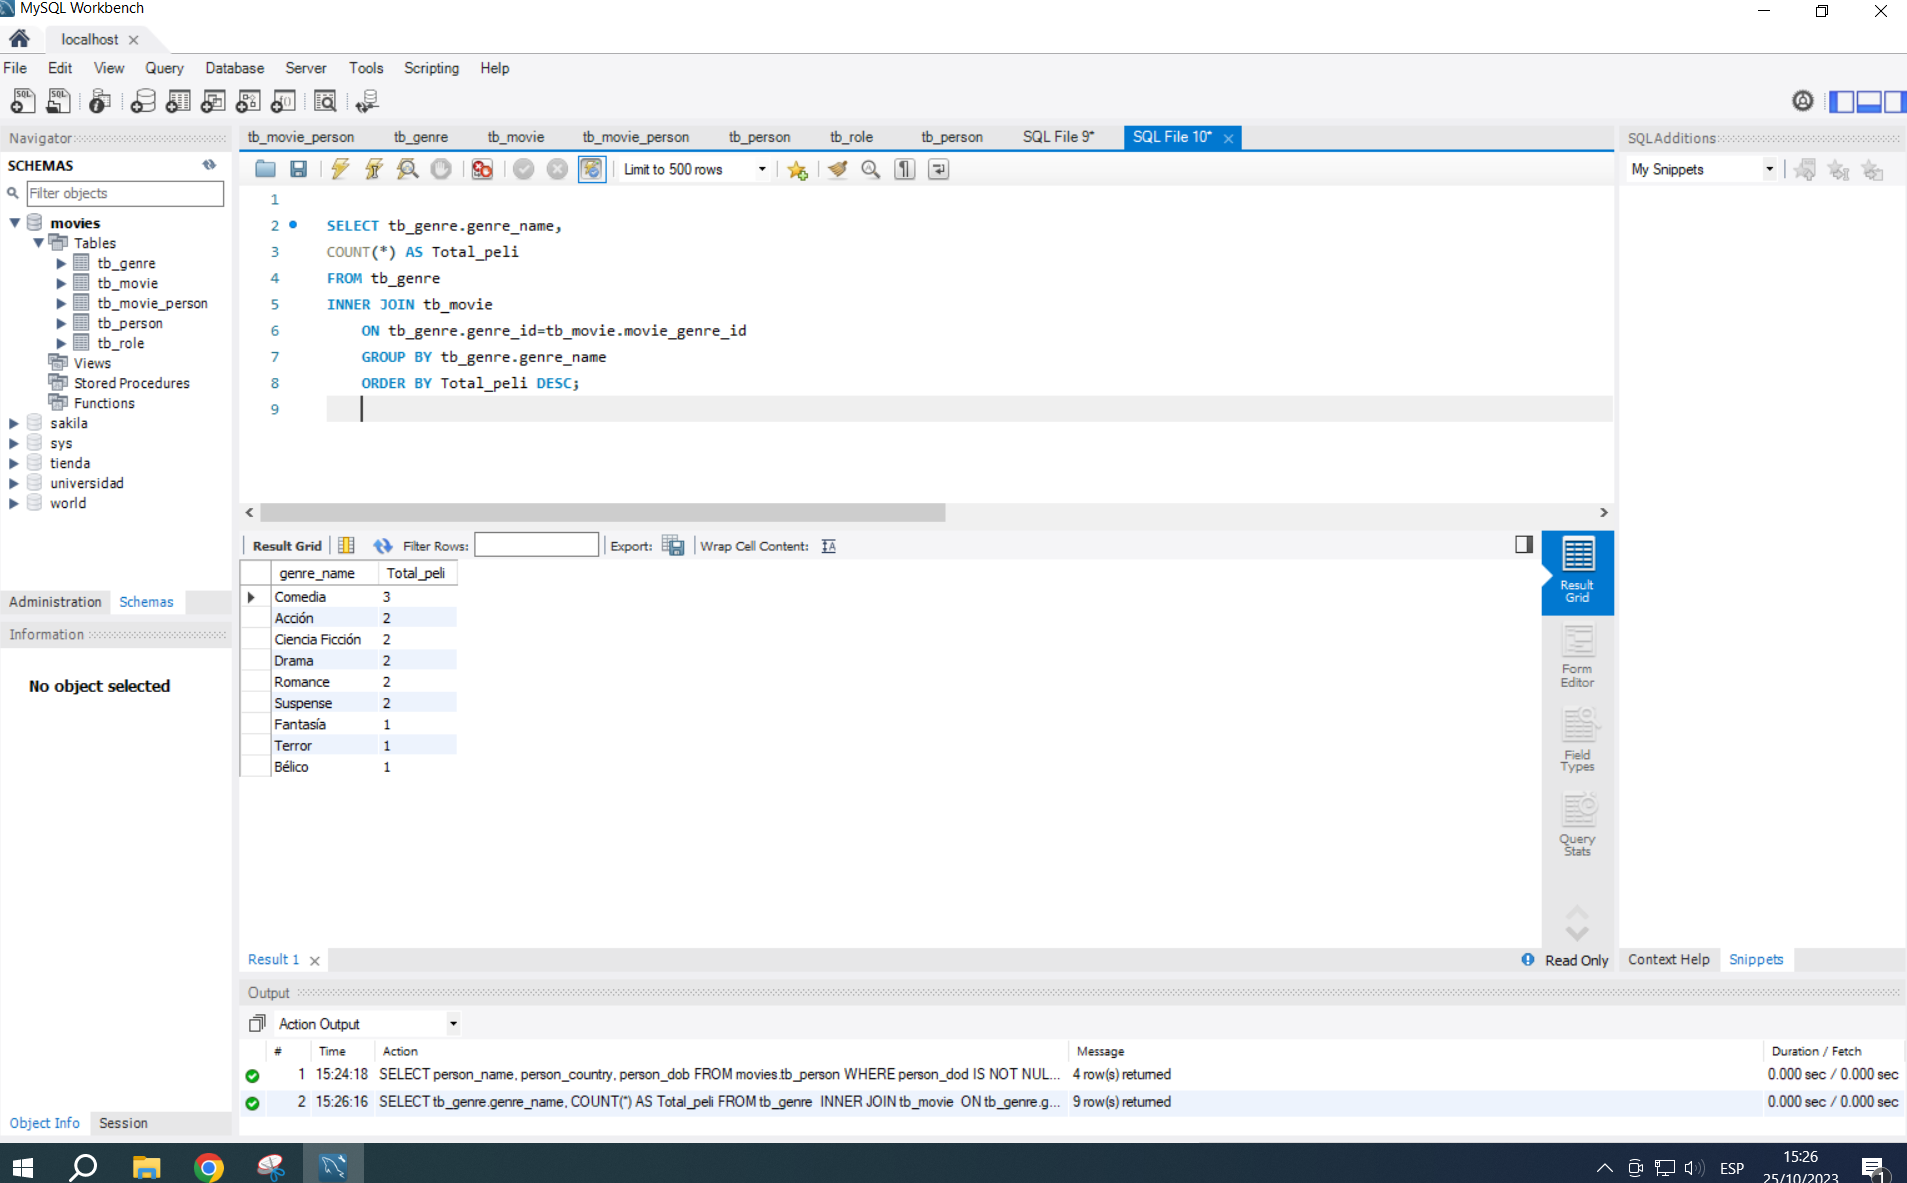 MySQL Workbench
localhost
File Edit View Query Database Server Tools Scripting Help
Navigator
SCHEMAS
Filter objects
movies
Tables
tb_genre
tb_movie
tb_movie_person
tb_person
tb_role
Views
Stored Procedures
Functions
sakila
sys
tienda
universidad
world
Administration Schemas
Information
No object selected
Object Info Session
tb_movie_person tb_genre tb_movie tb_movie_person tb_person tb_role tb_person SQL File 9* SQL File 10*
Limit to 500 rows
1
2 SELECT tb_genre.genre_name,
3 COUNT(*) AS Total_peli
4 FROM tb_genre
5 INNER JOIN tb_movie
6 ON tb_genre.genre_id=tb_movie.movie_genre_id
7 GROUP BY tb_genre.genre_name
8 ORDER BY Total_peli DESC;
9
Result Grid Filter Rows: Export: Wrap Cell Content:
genre_name Total_peli
Comedia 3
Acción 2
Ciencia Ficción 2
Drama 2
Romance 2
Suspense 2
Fantasía 1
Terror 1
Bélico 1
Result
Grid
Form
Editor
Field
Types
Query
Stats
Result 1
Read Only
SQLAdditions
My Snippets
Context Help Snippets
Output
Action Output
# Time Action Message Duration / Fetch
1 15:24:18 SELECT person_name, person_country, person_dob FROM movies.tb_person WHERE person_dod IS NOT NUL... 4 row(s) returned 0.000 sec / 0.000 sec
2 15:26:16 SELECT tb_genre.genre_name, COUNT(*) AS Total_peli FROM tb_genre INNER JOIN tb_movie ON tb_genre.g... 9 row(s) returned 0.000 sec / 0.000 sec
ESP
15:26
25/10/2023
1